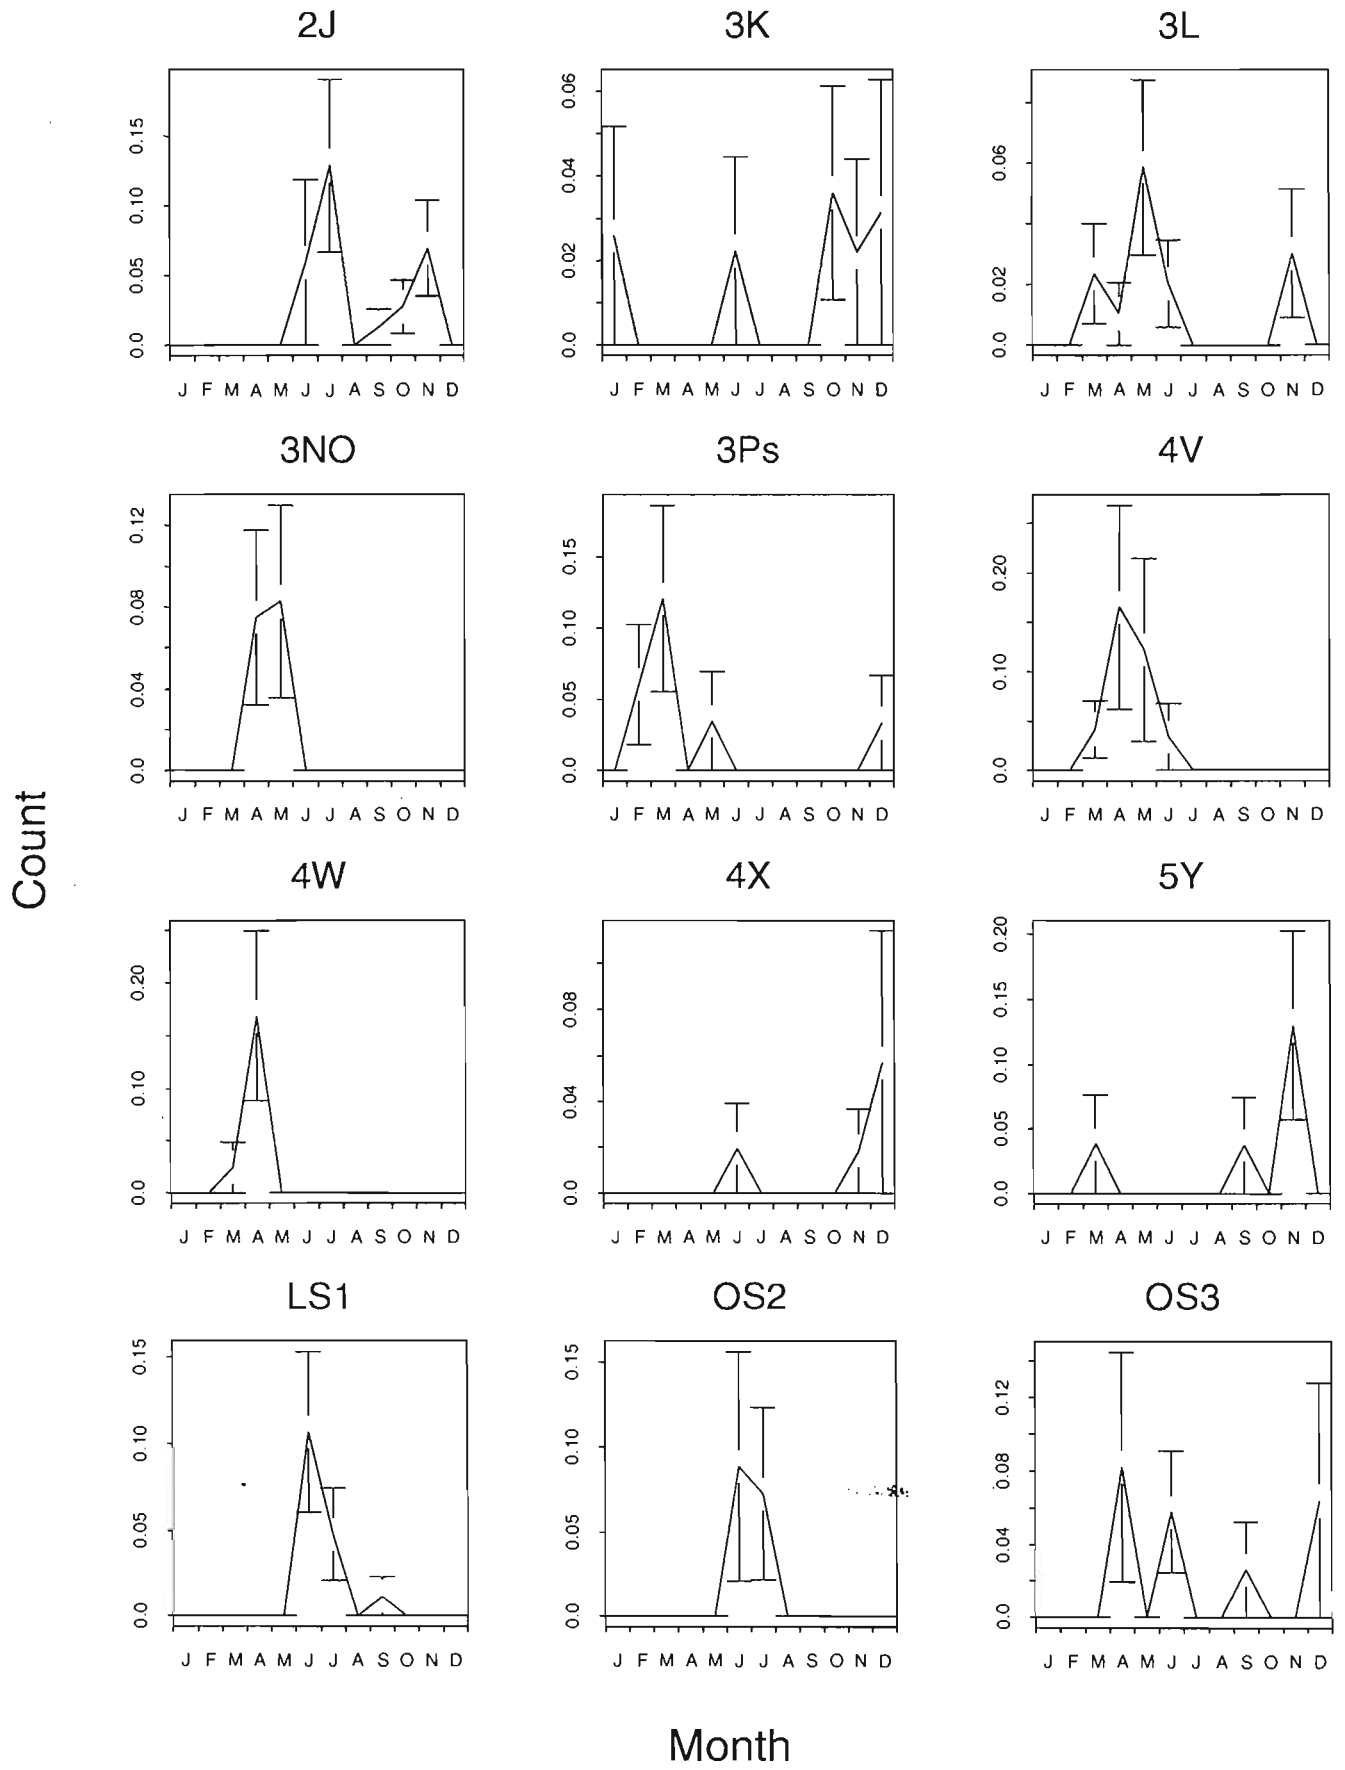 2J 3K 3L
0.0 0.05 0.10 0.15
0.0 0.02 0.04 0.06
0.0 0.02 0.06
J F M A M J J A S O N D
J F M A M J J A S O N D
J F M A M J J A S O N D
3NO 3Ps 4V
0.0 0.04 0.08 0.12
0.0 0.05 0.10 0.15
0.0 0.10 0.20
J F M A M J J A S O N D
J F M A M J J A S O N D
J F M A M J J A S O N D
Count
4W 4X 5Y
0.0 0.10 0.20
0.0 0.04 0.08
0.0 0.05 0.10 0.15 0.20
J F M A M J J A S O N D
J F M A M J J A S O N D
J F M A M J J A S O N D
LS1 OS2 OS3
0.0 0.05 0.10 0.15
0.0 0.05 0.10 0.15
0.0 0.04 0.08 0.12
J F M A M J J A S O N D
J F M A M J J A S O N D
J F M A M J J A S O N D
Month